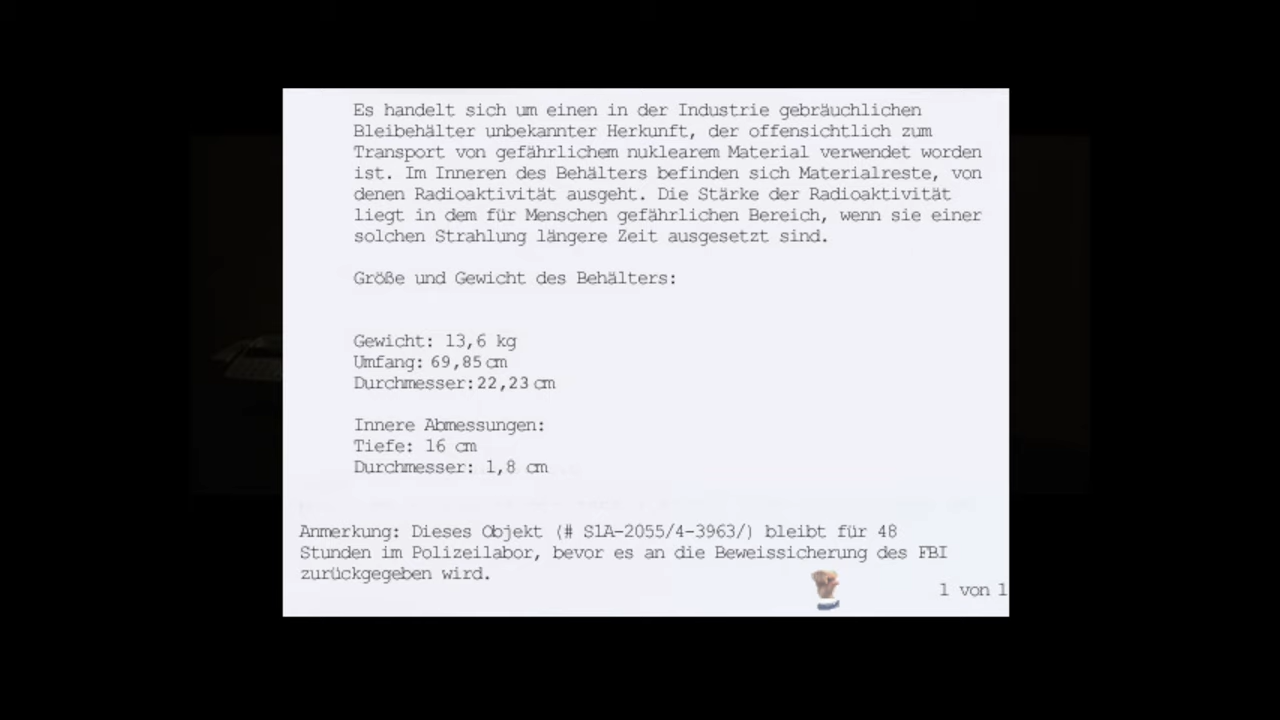 Es handelt sich um einen in der Industrie gebräuchlichen
Bleibehälter unbekannter Herkunft, der offensichtlich zum
Transport von gefährlichem nuklearem Material verwendet worden
ist. Im Inneren des Behälters befinden sich Materialreste, von
denen Radioaktivität ausgeht. Die Stärke der Radioaktivität
liegt in dem für Menschen gefährlichen Bereich, wenn sie einer
solchen Strahlung längere Zeit ausgesetzt sind.
Größe und Gewicht des Behälters:
Gewicht: 13,6 kg
Umfang: 69,85 cm
Durchmesser: 22,23 cm
Innere Abmessungen:
Tiefe: 16 cm
Durchmesser: 1,8 cm
Anmerkung: Dieses Objekt (# S1A-2055/4-3963/) bleibt für 48
Stunden im Polizeilabor, bevor es an die Beweissicherung des FBI
zurückgegeben wird.
1 von 1